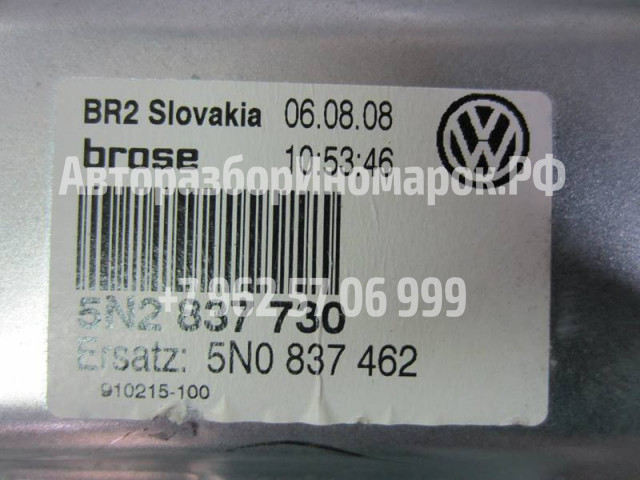 BR2 Slovakia 06.08.08
brose 10:53:46
АвторазборИномарок.РФ
+7 962 57 06 999
5N2 837 730
Ersatz: 5N0 837 462
910215-100